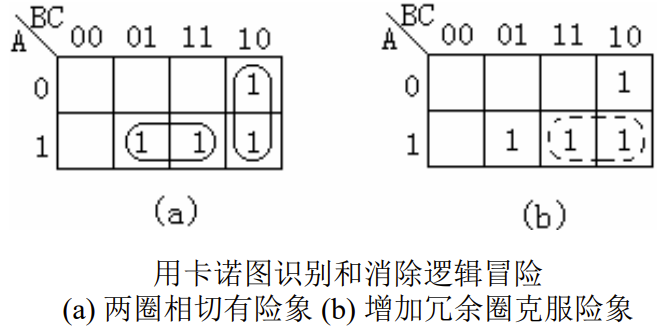 BC BC
A 00 01 11 10 A 00 01 11 10
0 1 0 1
1 1 1 1 1 1 1 1
(a) (b)
用卡诺图识别和消除逻辑冒险
(a) 两圈相切有险象 (b) 增加冗余圈克服险象